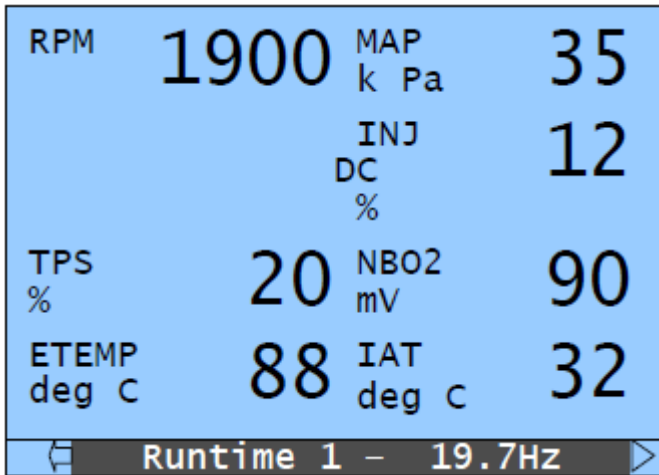 RPM 1900 MAP k Pa 35
INJ DC % 12
TPS % 20 NBO2 mV 90
ETEMP deg C 88 IAT deg C 32
Runtime 1 – 19.7Hz